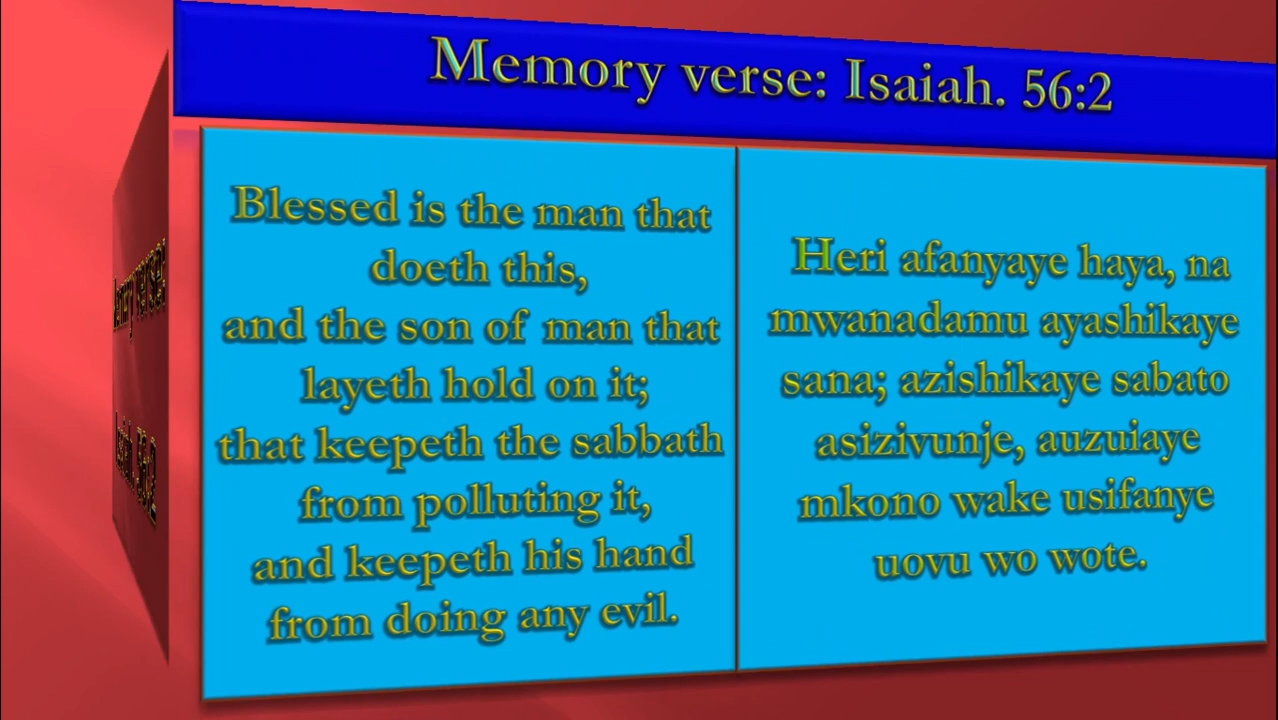 Memory verse: Isaiah. 56:2
Blessed is the man that
doeth this,
and the son of man that
layeth hold on it;
that keepeth the sabbath
from polluting it,
and keepeth his hand
from doing any evil.
Heri afanyaye haya, na
mwanadamu ayashikaye
sana; azishikaye sabato
asizivunje, auzuiaye
mkono wake usifanye
uovu wo wote.